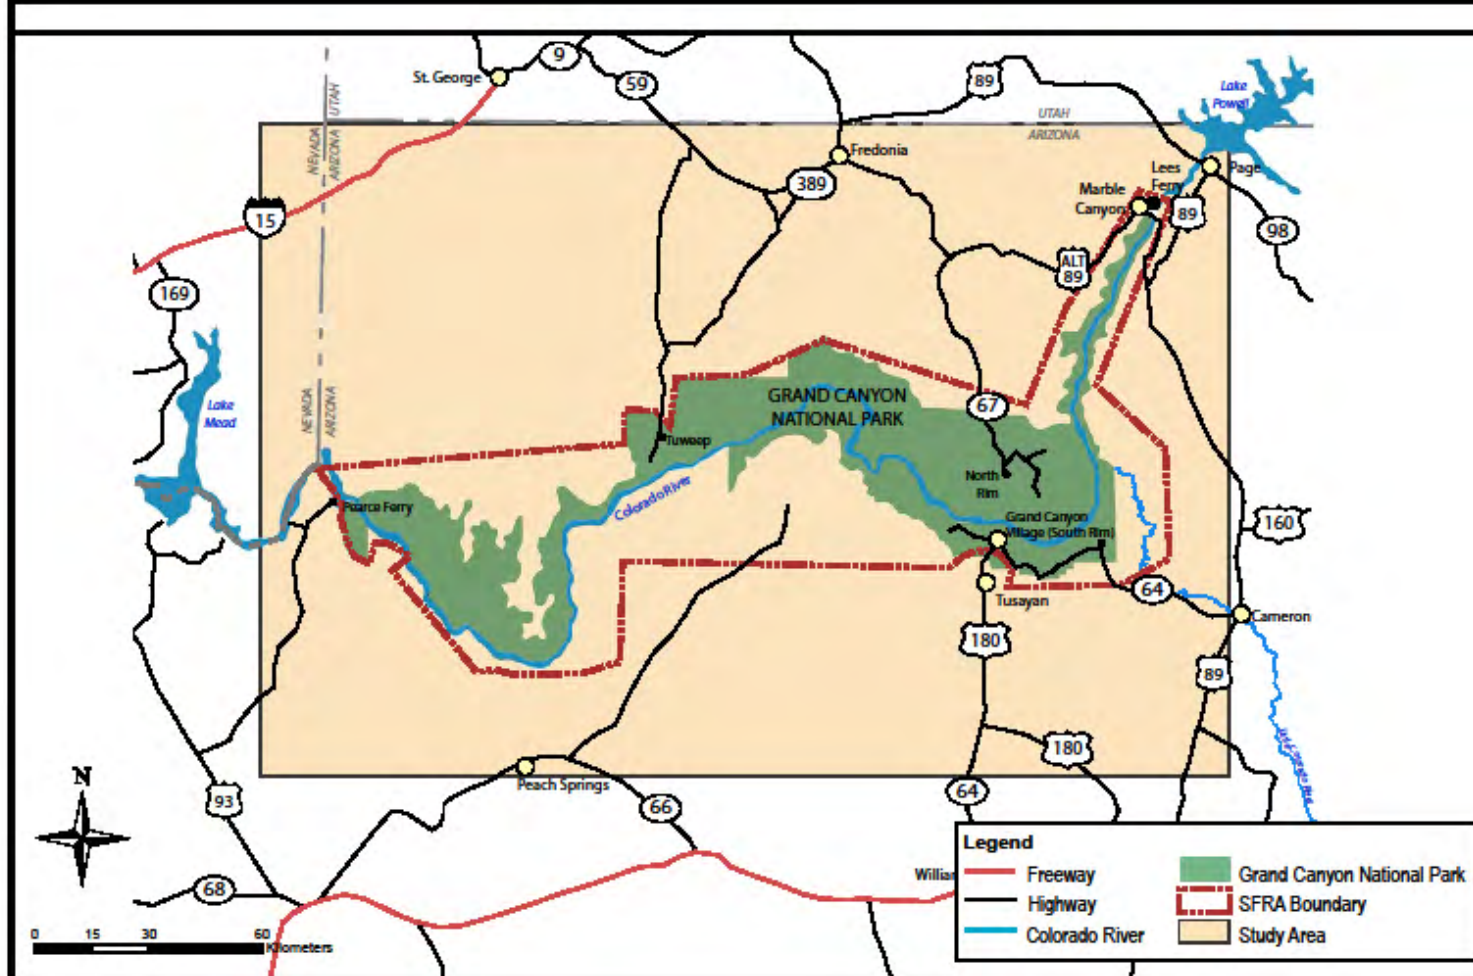 9
St. George
59
89
Lake
Powell
NEVADA
ARIZONA
UTAH
UTAH
ARIZONA
Fredonia
Lees
Ferry
Page
389
Marble
Canyon
89
15
98
ALT
89
169
Lake
Mead
NEVADA
ARIZONA
GRAND CANYON
NATIONAL PARK
67
Tuweep
North
Rim
Colorado River
Pearce Ferry
Grand Canyon
Village (South Rim)
160
64
Tusayan
Cameron
180
89
180
N
Peach Springs
93
66
64
68
0 15 30 60
Kilometers
Legend
Freeway
Highway
Colorado River
Grand Canyon National Park
SFRA Boundary
Study Area